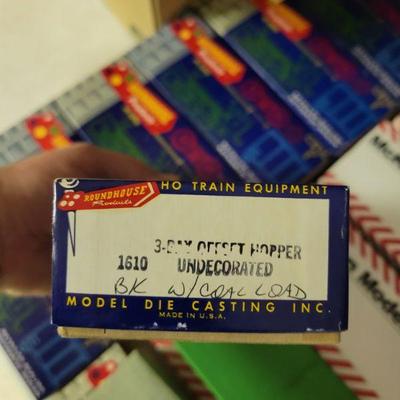 ROUNDHOUSE
Products
HO TRAIN EQUIPMENT
3-BAY OFFSET HOPPER
1610 UNDECORATED
BK W/COAL LOAD
MODEL DIE CASTING INC.
MADE IN U.S.A.